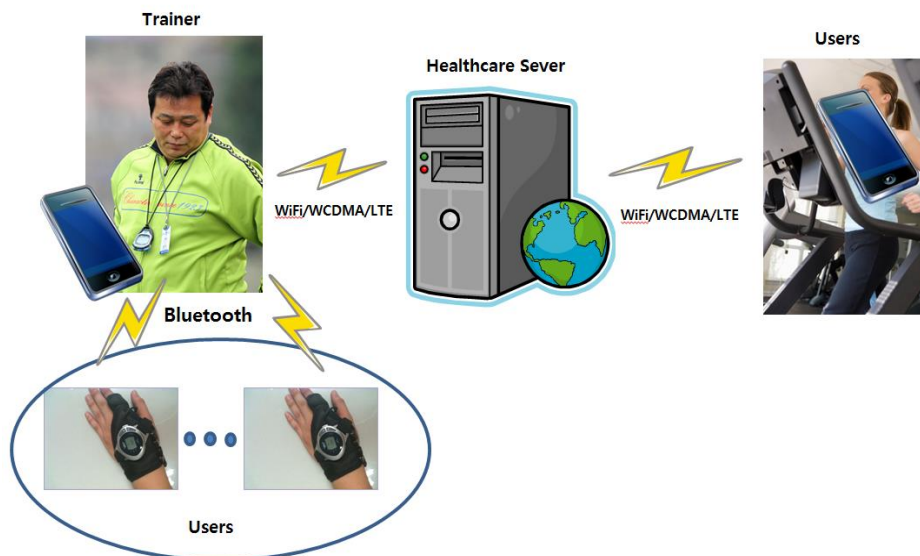 Trainer
Healthcare Sever
Users
WiFi/WCDMA/LTE
WiFi/WCDMA/LTE
Bluetooth
Users